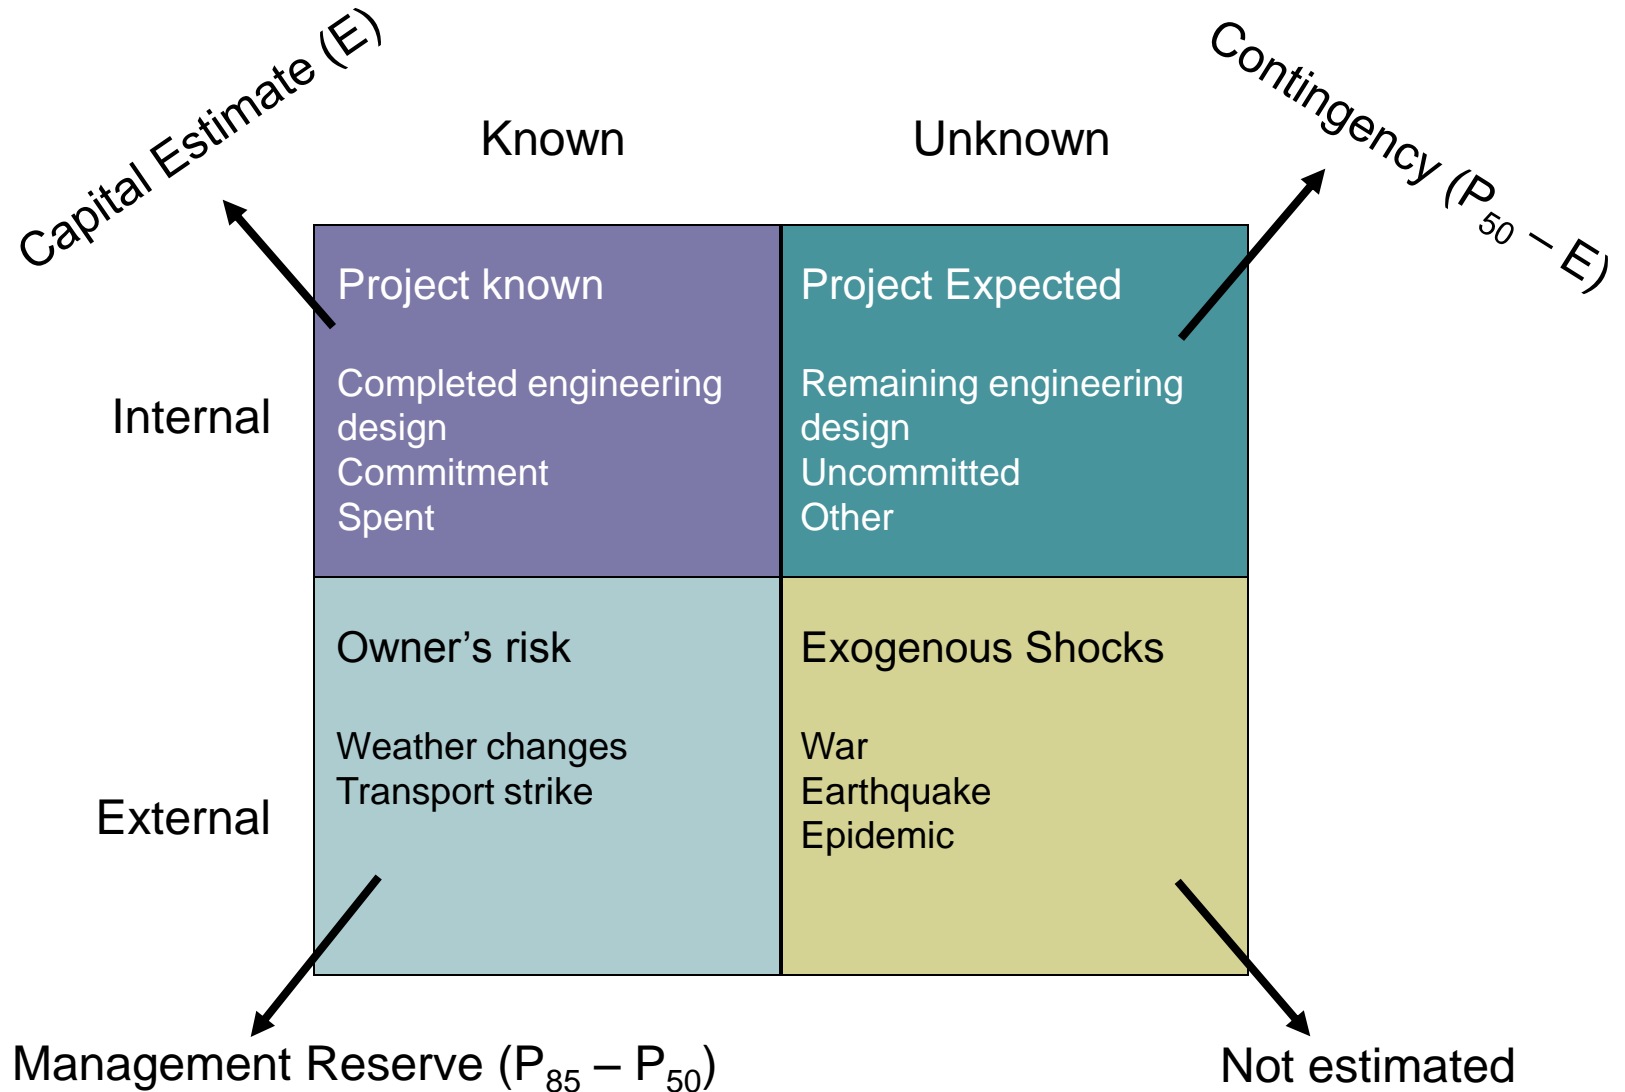 Capital Estimate (E)
Contingency (P50 – E)
Known
Unknown
Internal
Project known
Completed engineering
design
Commitment
Spent
Project Expected
Remaining engineering
design
Uncommitted
Other
External
Owner’s risk
Weather changes
Transport strike
Exogenous Shocks
War
Earthquake
Epidemic
Management Reserve (P85 – P50)
Not estimated